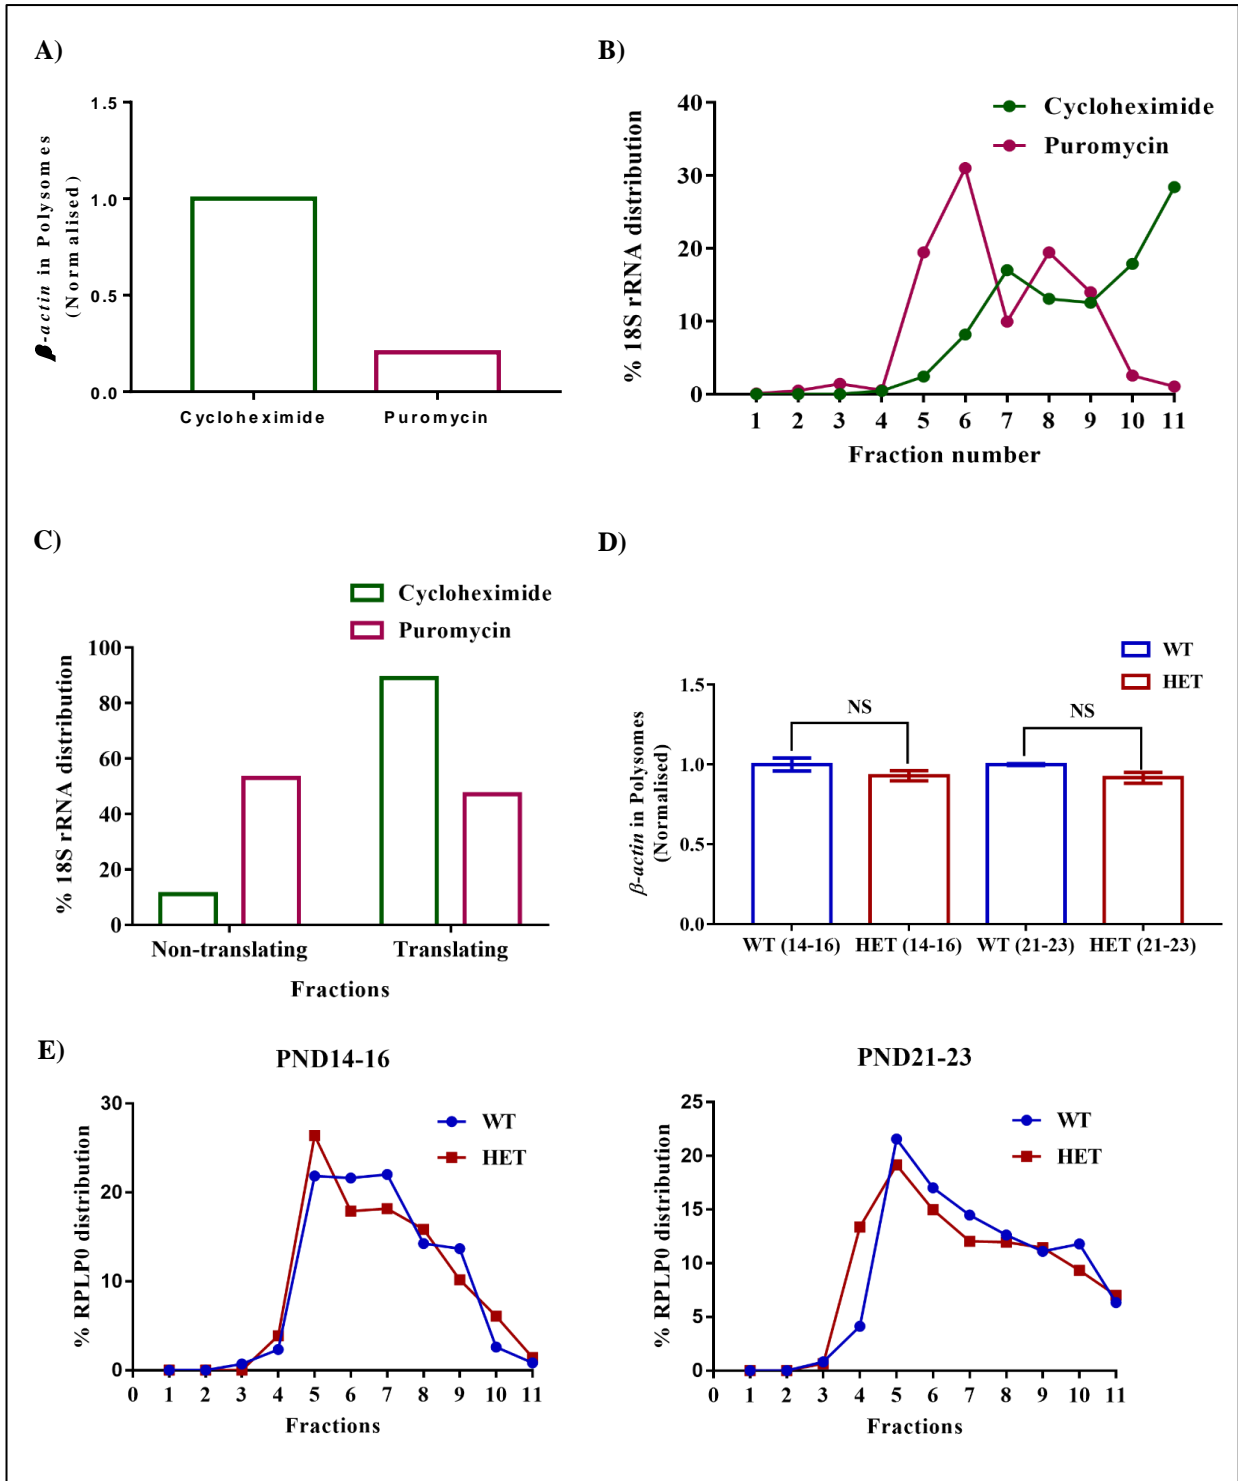 A)
β-actin in Polysomes
(Normalised)
1.5
1.0
0.5
0.0
Cycloheximide Puromycin
B)
% 18S rRNA distribution
40
30
20
10
0
Cycloheximide
Puromycin
1 2 3 4 5 6 7 8 9 10 11
Fraction number
C)
Cycloheximide
Puromycin
% 18S rRNA distribution
100
80
60
40
20
0
Non-translating Translating
Fractions
D)
WT
HET
β-actin in Polysomes
(Normalised)
1.5
1.0
0.5
0.0
NS NS
WT (14-16) HET (14-16) WT (21-23) HET (21-23)
E)
PND14-16
% RPLP0 distribution
30
20
10
0
WT
HET
0 1 2 3 4 5 6 7 8 9 10 11
Fractions
PND21-23
% RPLP0 distribution
25
20
15
10
5
0
WT
HET
0 1 2 3 4 5 6 7 8 9 10 11
Fractions